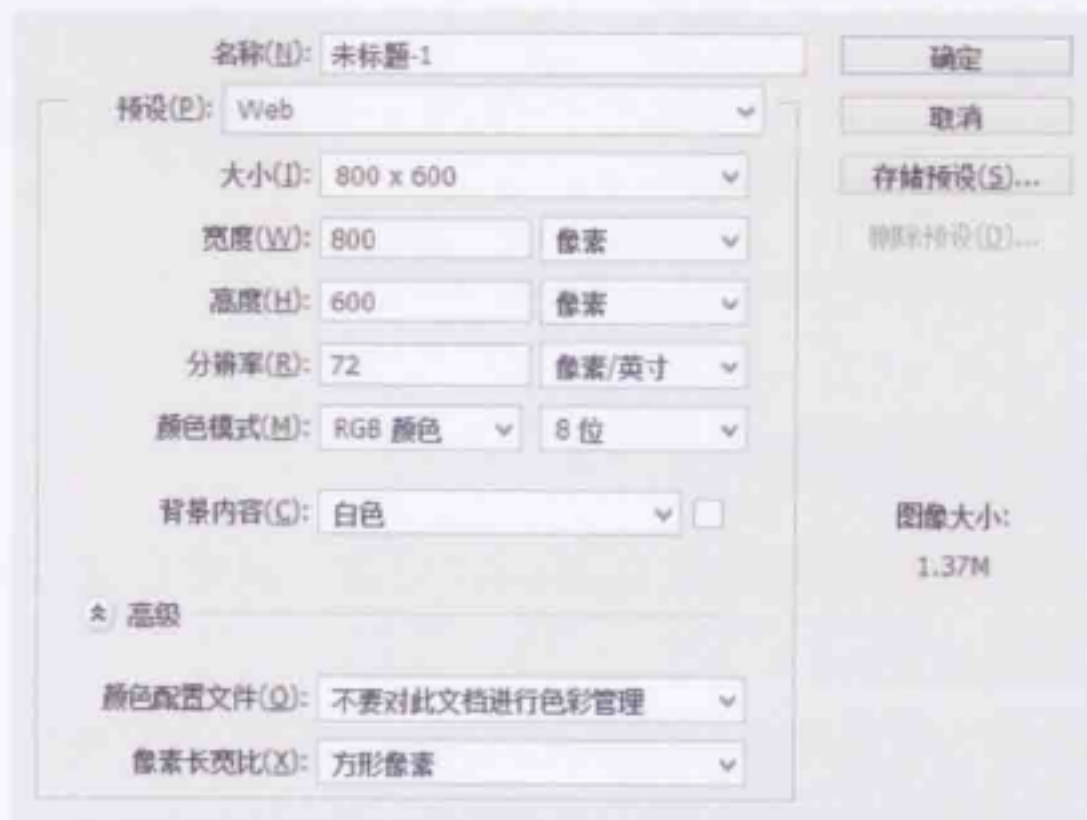 名称(N): 未标题-1 确定
预设(P): Web 取消
大小(I): 800 x 600 存储预设(S)...
宽度(W): 800 像素 删除预设(D)...
高度(H): 600 像素
分辨率(R): 72 像素/英寸
颜色模式(M): RGB 颜色 8 位
背景内容(C): 白色 图像大小:
1.37M
高级
颜色配置文件(O): 不要对此文档进行色彩管理
像素长宽比(X): 方形像素